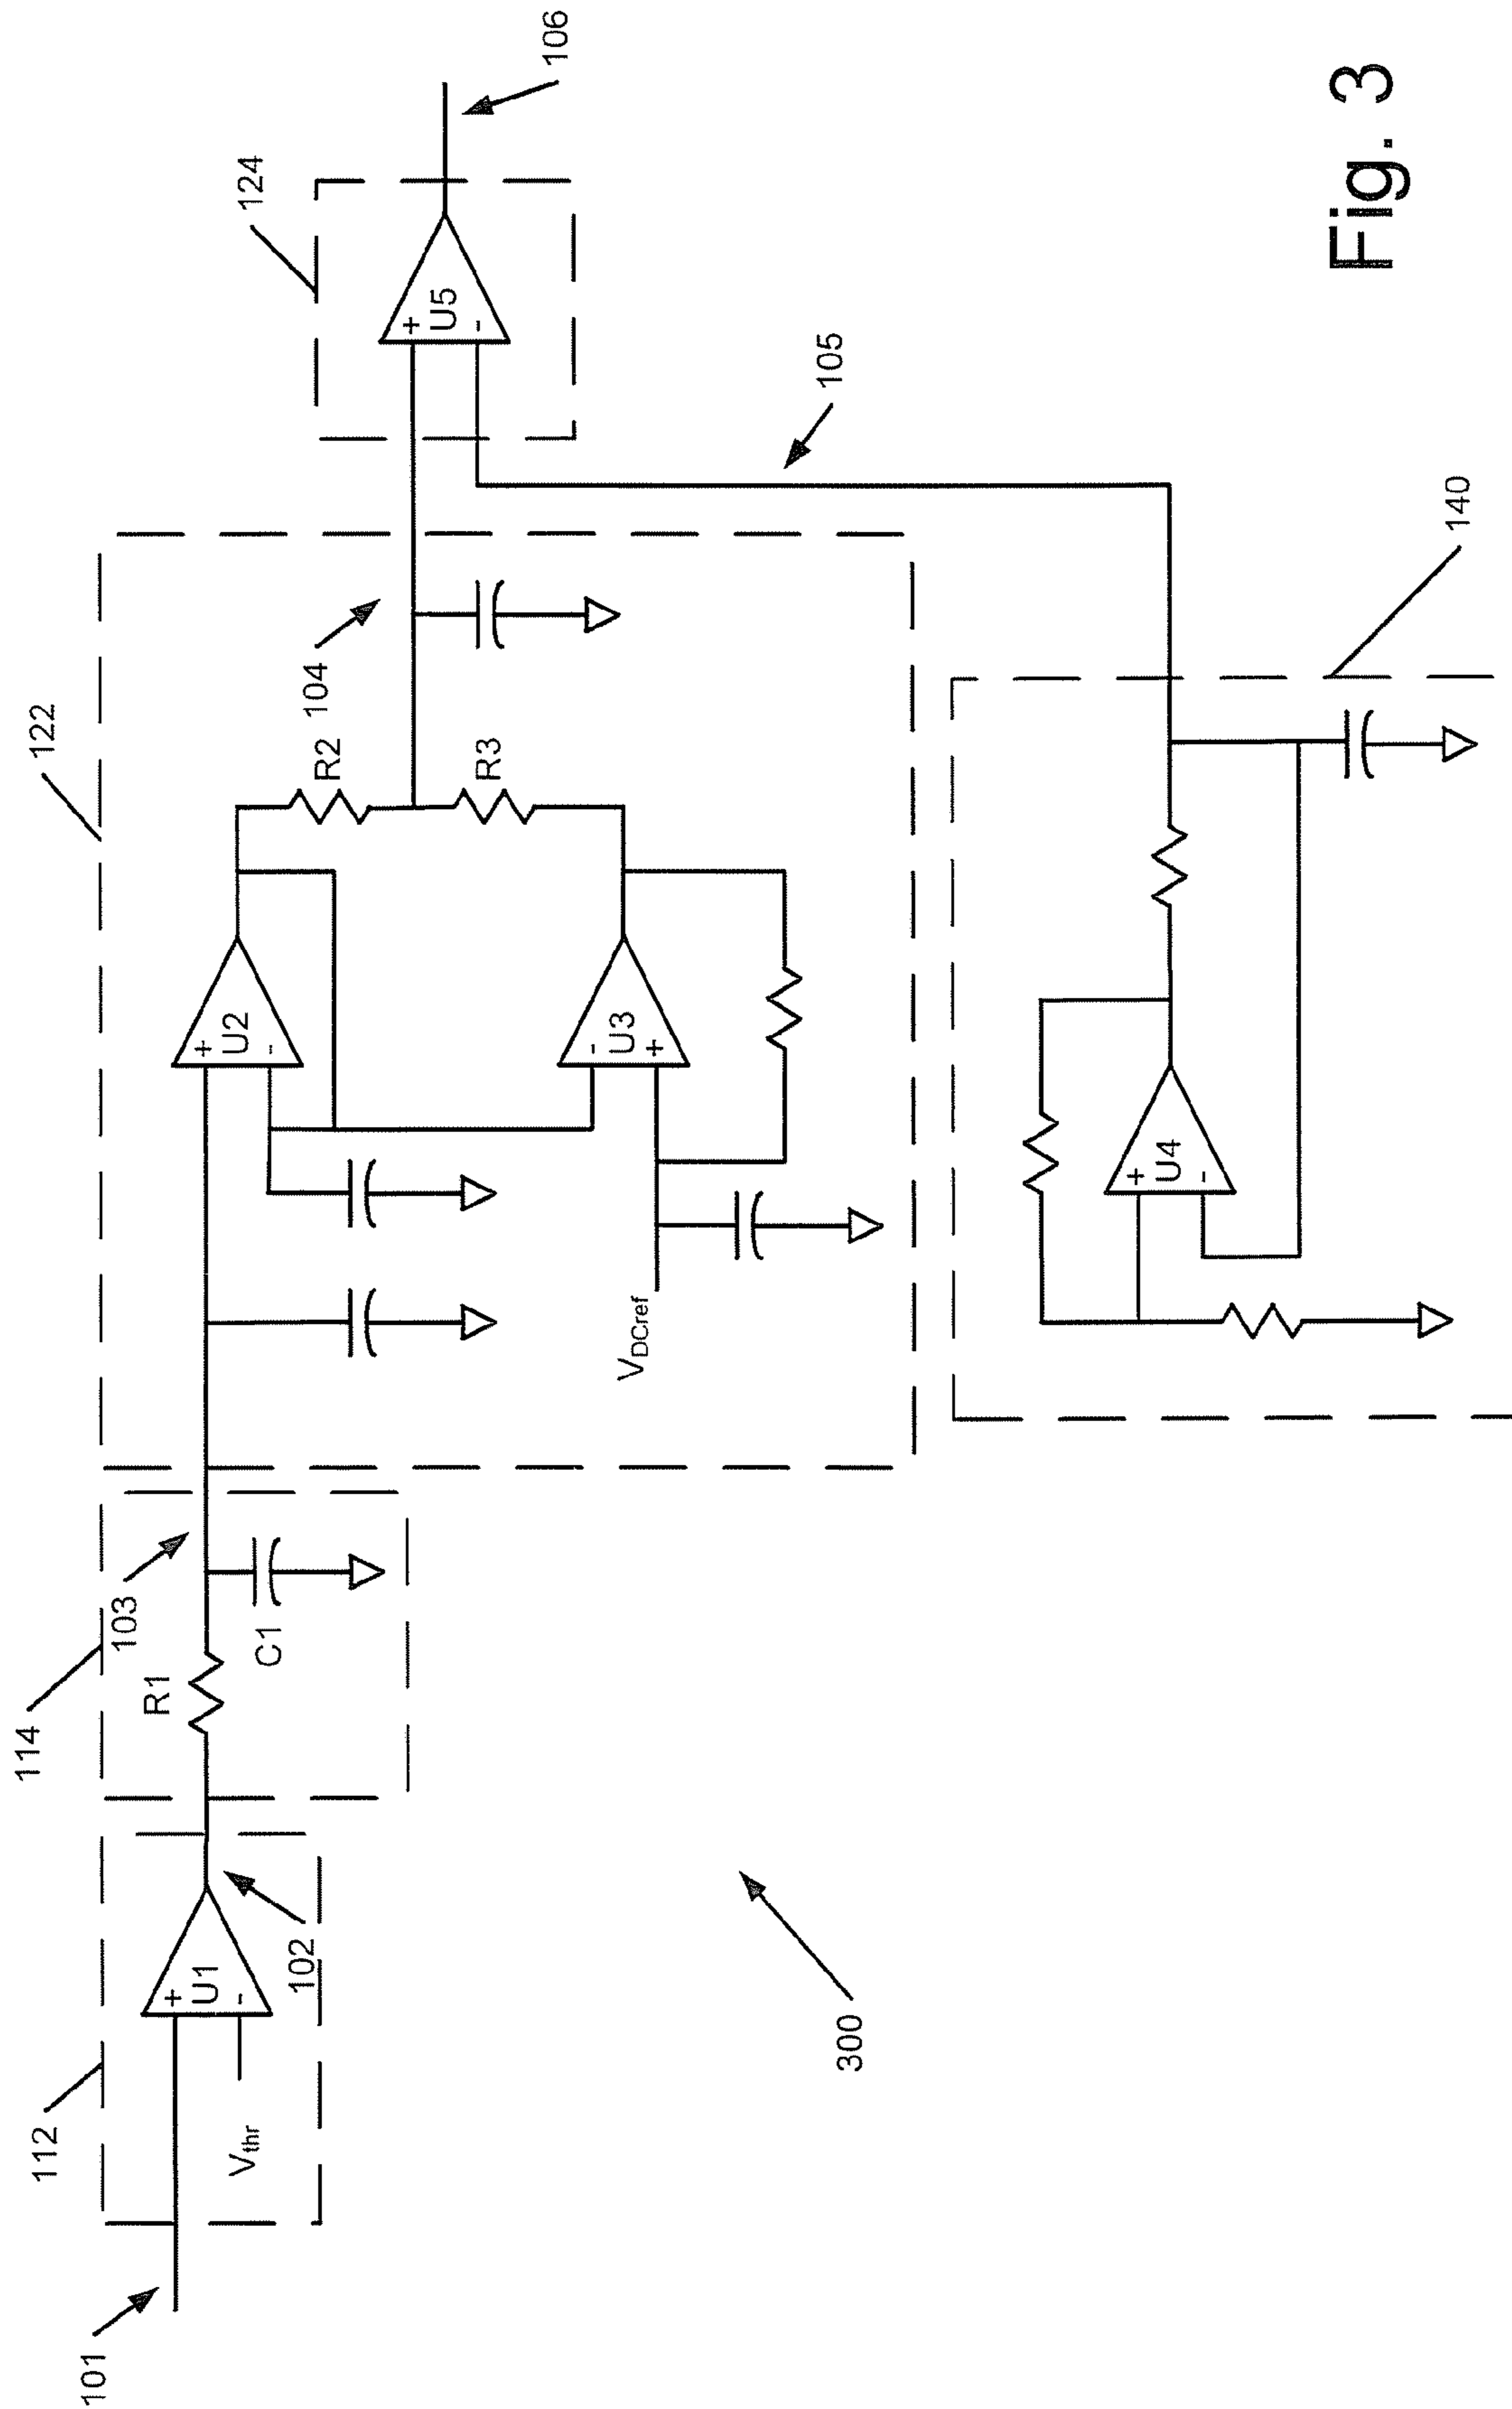 101
112
Vthr
+
U1
-
102
114
R1
103
C1
122
+
U2
-
-
U3
+
VDCref
R2
R3
104
124
+
U5
-
106
105
140
+
U4
-
300
Fig. 3